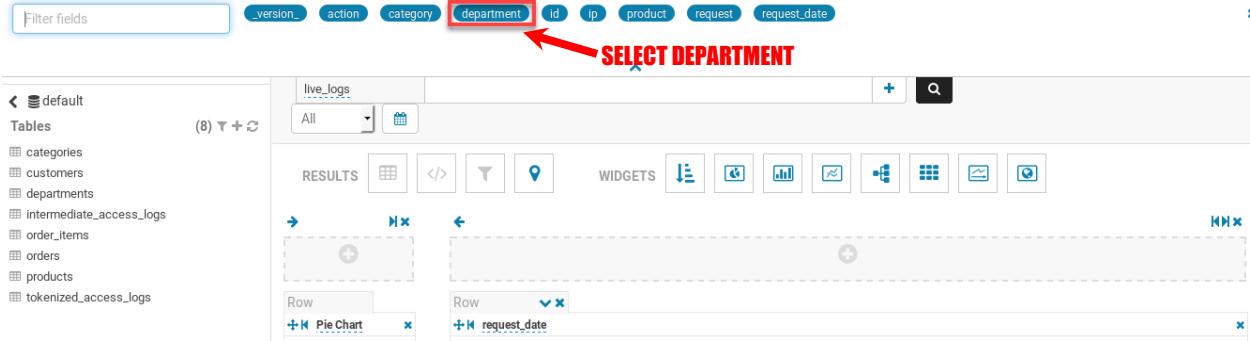 Filter fields
_version_ action category department id ip product request request_date
SELECT DEPARTMENT
default
Tables (8)
categories
customers
departments
intermediate_access_logs
order_items
orders
products
tokenized_access_logs
live_logs
All
RESULTS
WIDGETS
Row
Pie Chart
Row
request_date